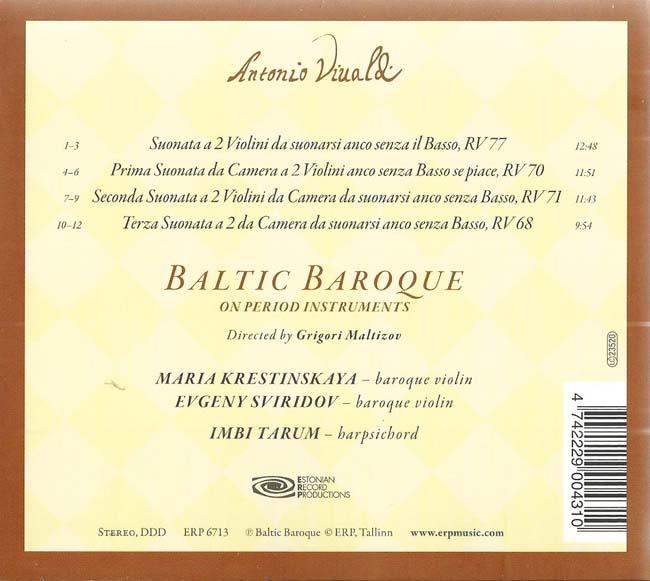 Antonio Vivaldi
1–3 Suonata a 2 Violini da suonarsi anco senza il Basso, RV 77 12:48
4–6 Prima Suonata da Camera a 2 Violini anco senza Basso se piace, RV 70 11:51
7–9 Seconda Suonata a 2 Violini da Camera da suonarsi anco senza Basso, RV 71 11:43
10–12 Terza Suonata a 2 da Camera da suonarsi anco senza Basso, RV 68 9:54
BALTIC BAROQUE
ON PERIOD INSTRUMENTS
Directed by Grigori Maltizov
MARIA KRESTINSKAYA – baroque violin
EVGENY SVIRIDOV – baroque violin
IMBI TARUM – harpsichord
LC 23520
4 742229 004310
ESTONIAN
RECORD
PRODUCTIONS
STEREO, DDD ERP 6713 ℗ Baltic Baroque © ERP, Tallinn www.erpmusic.com